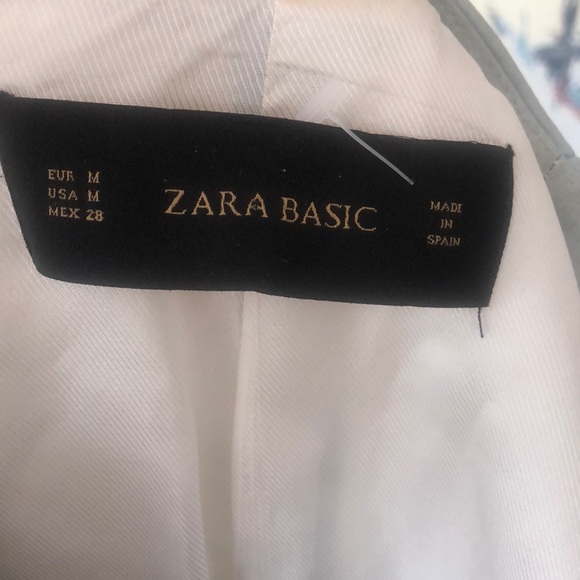 EUR M
USA M
MEX 28
ZARA BASIC
MADE
IN
SPAIN